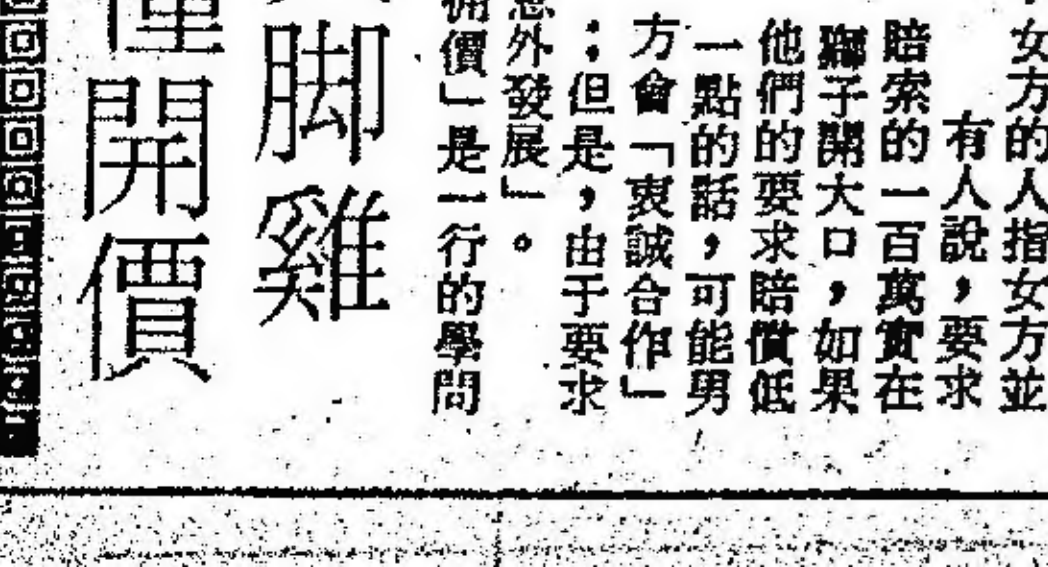 女方的人指女方並
有人說，要求
賠索的一百萬實在
獅子開大口，如果
他們的要求賠償低
一點的話，可能男
方會「衷誠合作」
：但是，由于要求
外發展」。
價」是一行的學問
脚雞
開價